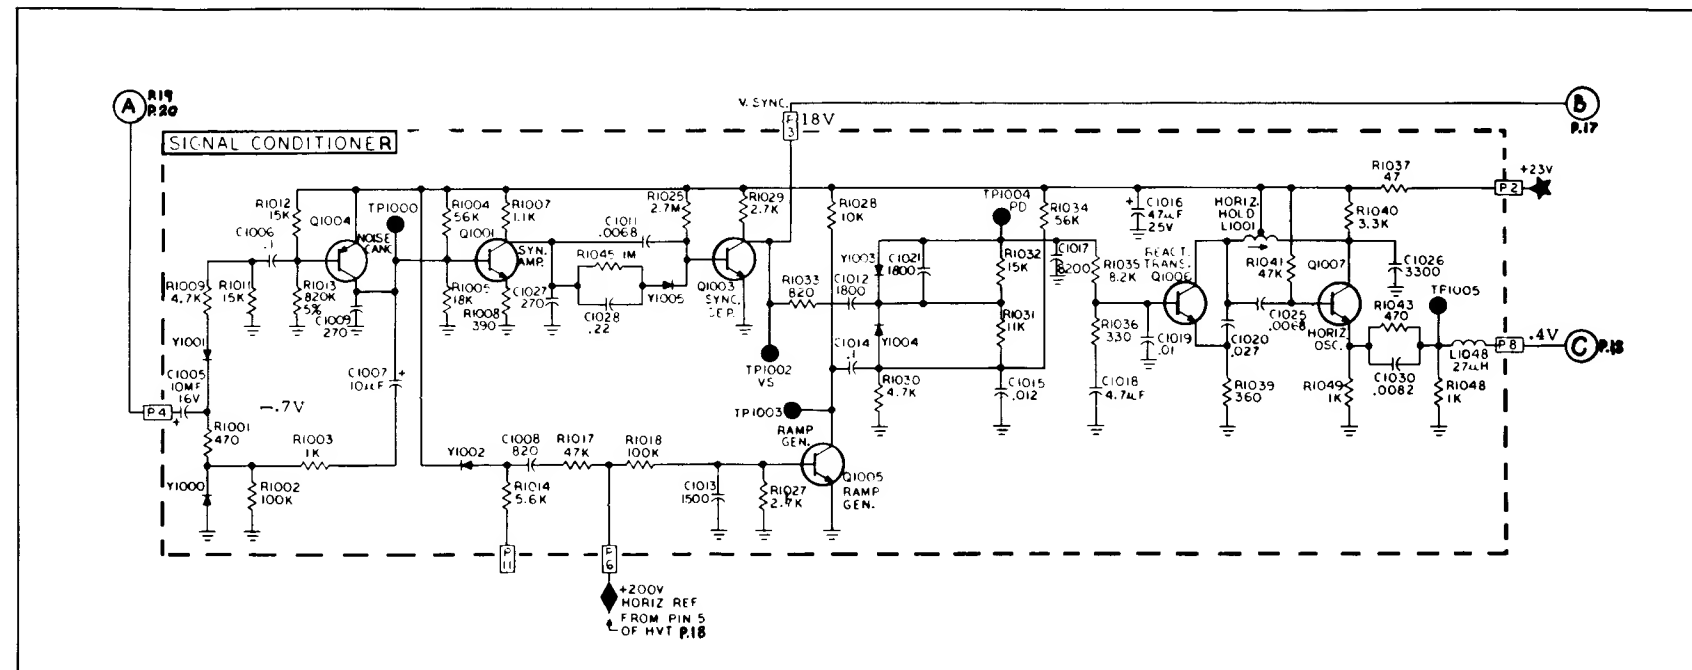 A
R19
P.20
V. SYNC.
P
3
18V
B
P.17
SIGNAL CONDITIONER
R1037
47
P2
+23V
R1012
15K
Q1004
TP1000
R1004
56K
R1007
1.1K
Q1001
C1011
.0068
R1025
2.7M
R1029
2.7K
R1028
10K
TP1004
PD
R1034
56K
C1016
47µF
25V
HORIZ.
HOLD
L1001
R1040
3.3K
C1006
.1
NOISE
CANC.
SYN.
AMP.
R1045 1M
Y1003
C1021
1800
R1032
15K
C1017
8200
REACT.
TRANS.
Q1006
R1041
47K
Q1007
C1026
3300
R1009
4.7K
R1011
15K
R1013
820K
5%
C1009
270
R1005
18K
R1008
390
C1027
270
C1028
.22
Y1005
Q1003
SYNC.
SEP.
R1033
820
C1012
1800
R1031
11K
R1035
8.2K
R1036
330
C1019
.01
C1020
.027
C1025
.0068
HORIZ.
OSC.
R1043
470
TP1005
Y1001
C1005
10MF
16V
C1007
10µF
+
TP1002
VS
C1014
.1
Y1004
R1030
4.7K
C1015
.012
C1018
4.7µF
R1039
360
R1049
1K
C1030
.0082
R1048
1K
L1048
27µH
P8
.4V
C
P.18
P4
+
-.7V
R1001
470
R1003
1K
TP1003
RAMP
GEN.
Y1000
R1002
100K
Y1002
C1008
820
R1017
47K
R1018
100K
R1014
5.6K
C1013
1500
R1027
2.7K
Q1005
RAMP
GEN.
P
11
P
6
+200V
HORIZ REF
FROM PIN 5
OF HVT P.18